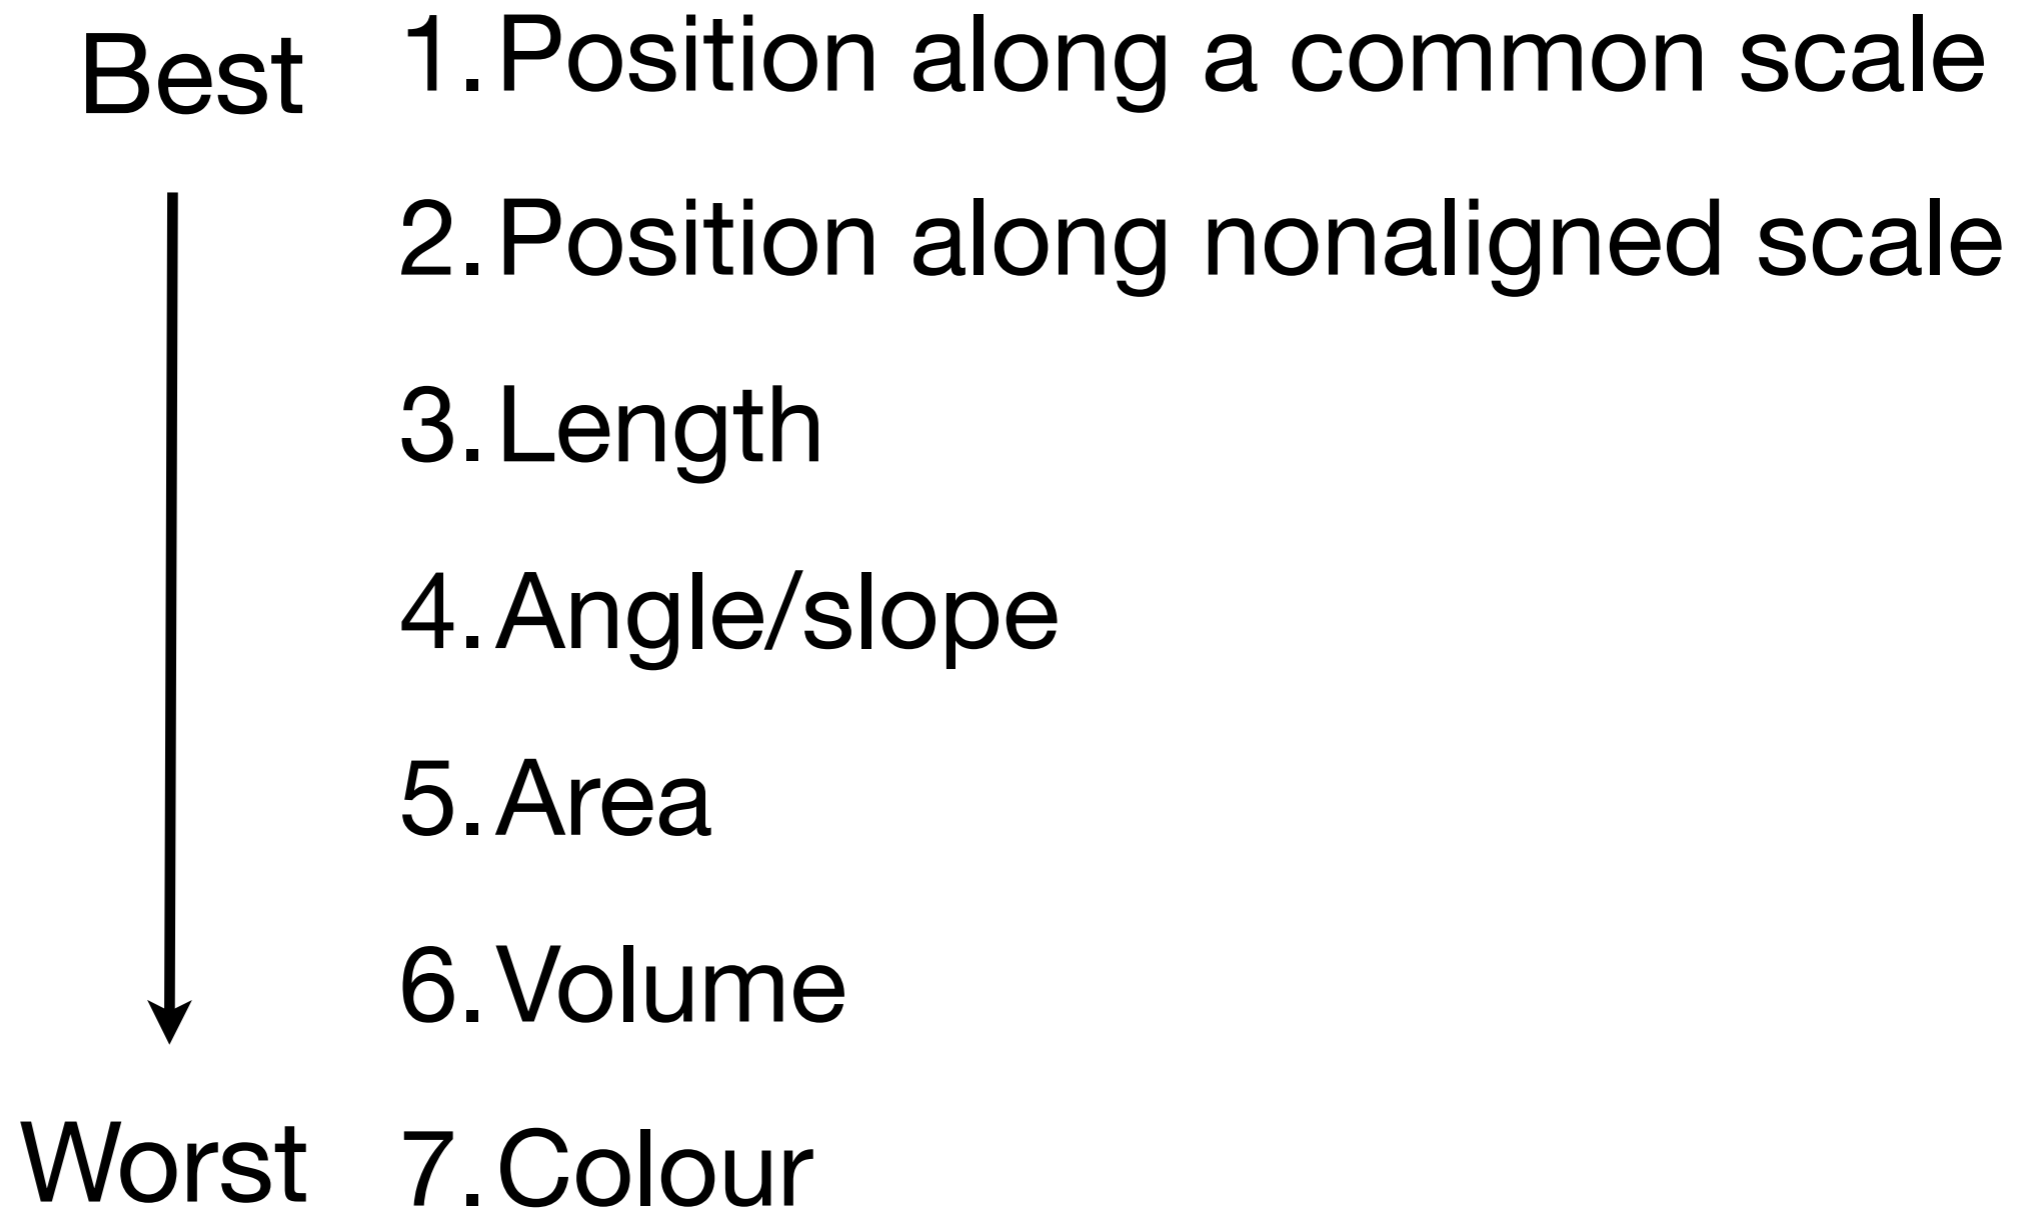 Best
1. Position along a common scale
2. Position along nonaligned scale
3. Length
4. Angle/slope
5. Area
6. Volume
Worst
7. Colour